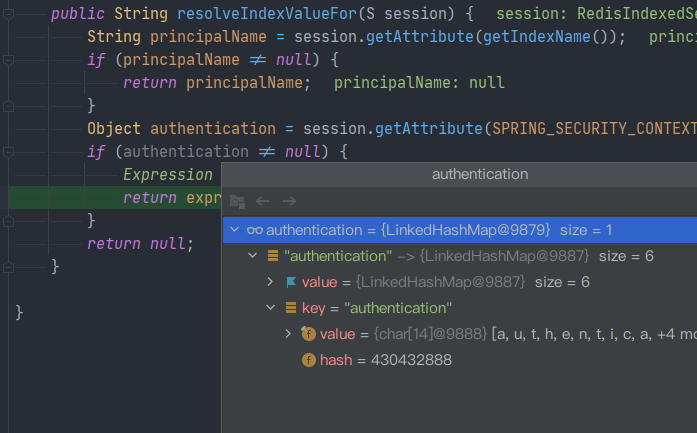 public String resolveIndexValueFor(S session) {   session: RedisIndexedSe
String principalName = session.getAttribute(getIndexName());   princi
if (principalName ≠ null) {
return principalName;   principalName: null
}
Object authentication = session.getAttribute(SPRING_SECURITY_CONTEXT
if (authentication ≠ null) {
Expression
return expr
}
return null;
}
}
authentication
authentication = {LinkedHashMap@9879}  size = 1
"authentication" -> {LinkedHashMap@9887}  size = 6
value = {LinkedHashMap@9887}  size = 6
key = "authentication"
value = {char[14]@9888} [a, u, t, h, e, n, t, i, c, a, +4 mo
hash = 430432888